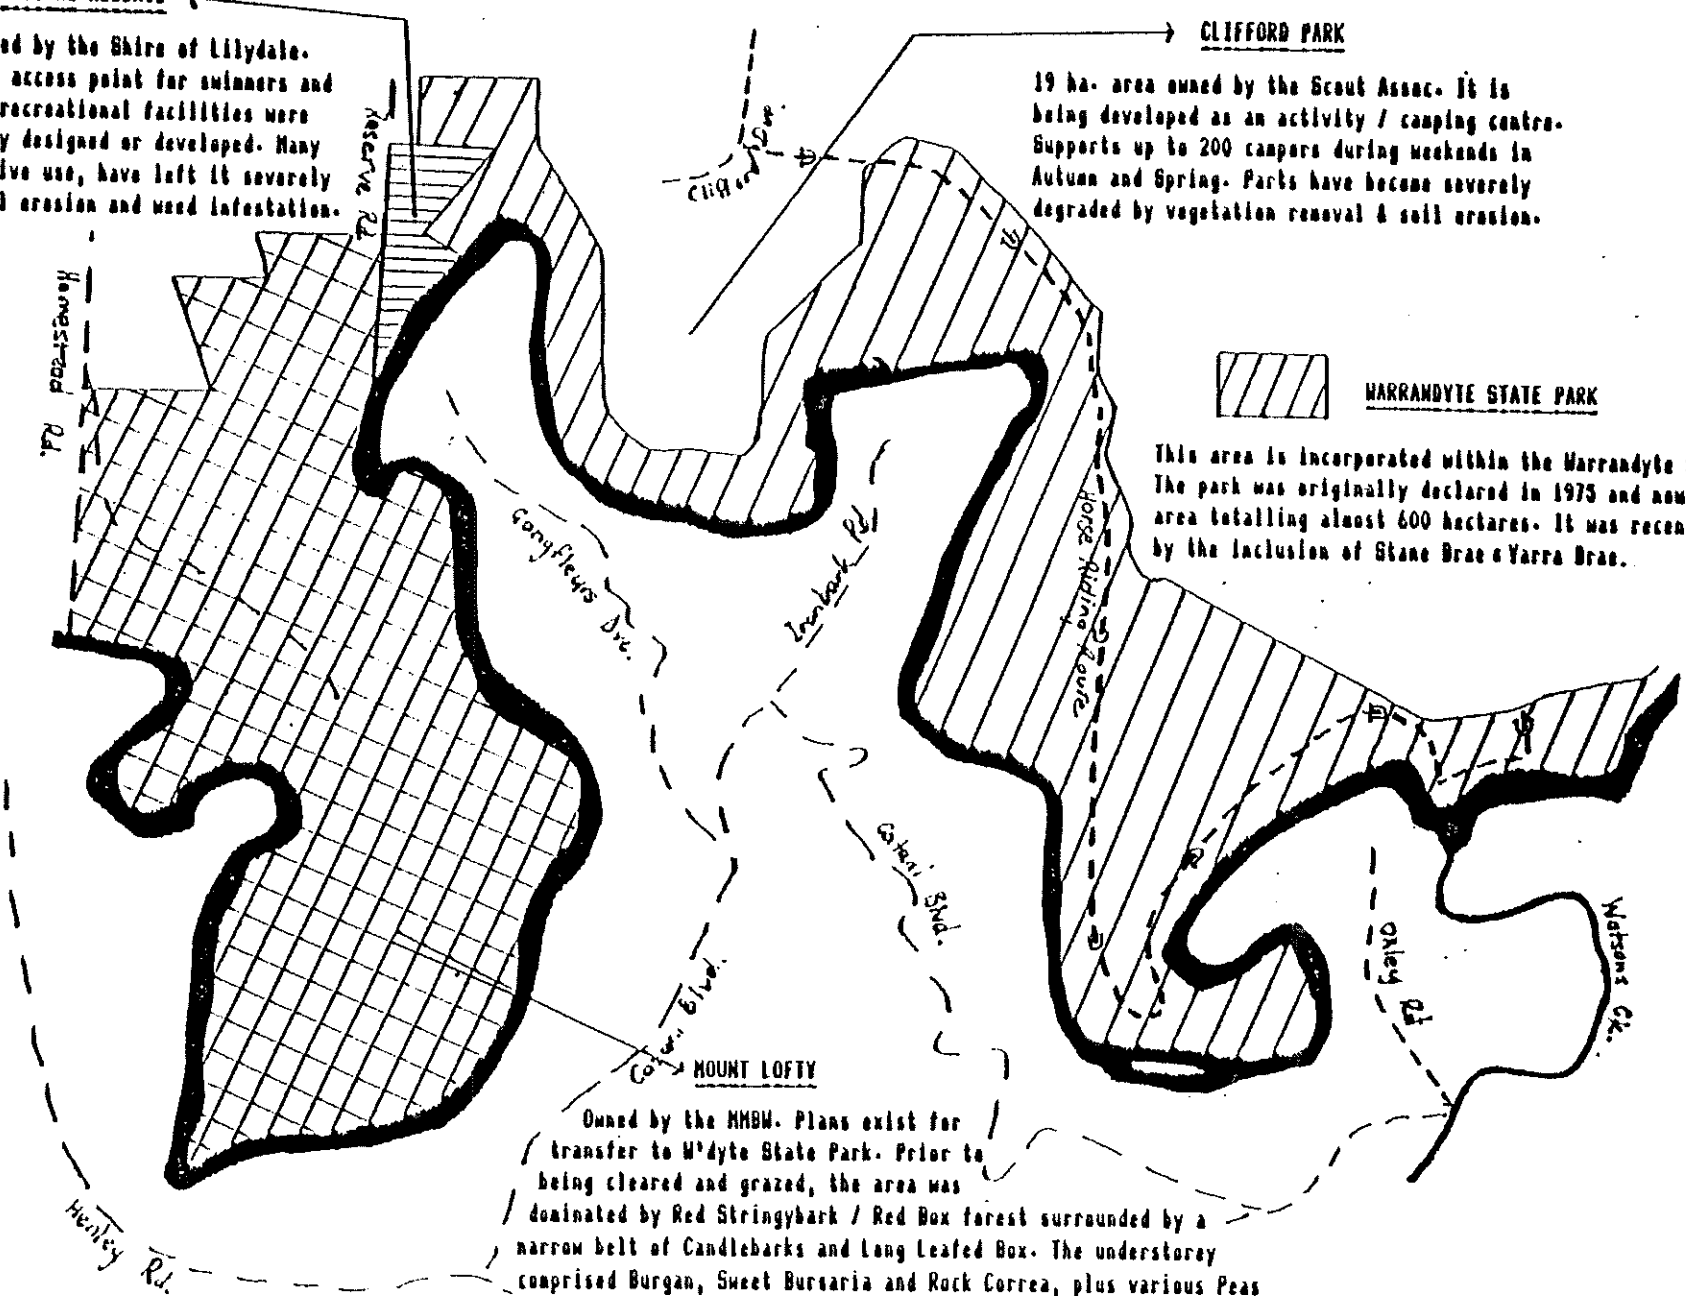 ed by the Shire of Lilydale.
access point for swimmers and
recreational facilities were
y designed or developed. Many
ive use, have left it severely
l erosion and weed infestation.
CLIFFORD PARK
19 ha. area owned by the Scout Assoc. It is
being developed as an activity / camping centre.
Supports up to 200 campers during weekends in
Autumn and Spring. Parts have become severely
degraded by vegetation removal & soil erosion.
Reserve Rd.
Clifford Dr.
Homestead Rd.
WARRANDYTE STATE PARK
This area is incorporated within the Warrandyte
The park was originally declared in 1975 and now
area totalling almost 600 hectares. It was recen
by the inclusion of Stane Brae & Yarra Brae.
Gongflewrs Dve.
Ironbark Rd
Horse Riding Route
Catani Blvd.
Oxley Rd
Watsons Ck.
Blvd.
MOUNT LOFTY
Owned by the MMBW. Plans exist for
transfer to W'dyte State Park. Prior to
being cleared and grazed, the area was
dominated by Red Stringybark / Red Box forest surrounded by a
narrow belt of Candlebarks and Long Leafed Box. The understorey
comprised Burgan, Sweet Bursaria and Rock Correa, plus various Peas
Henley Rd.